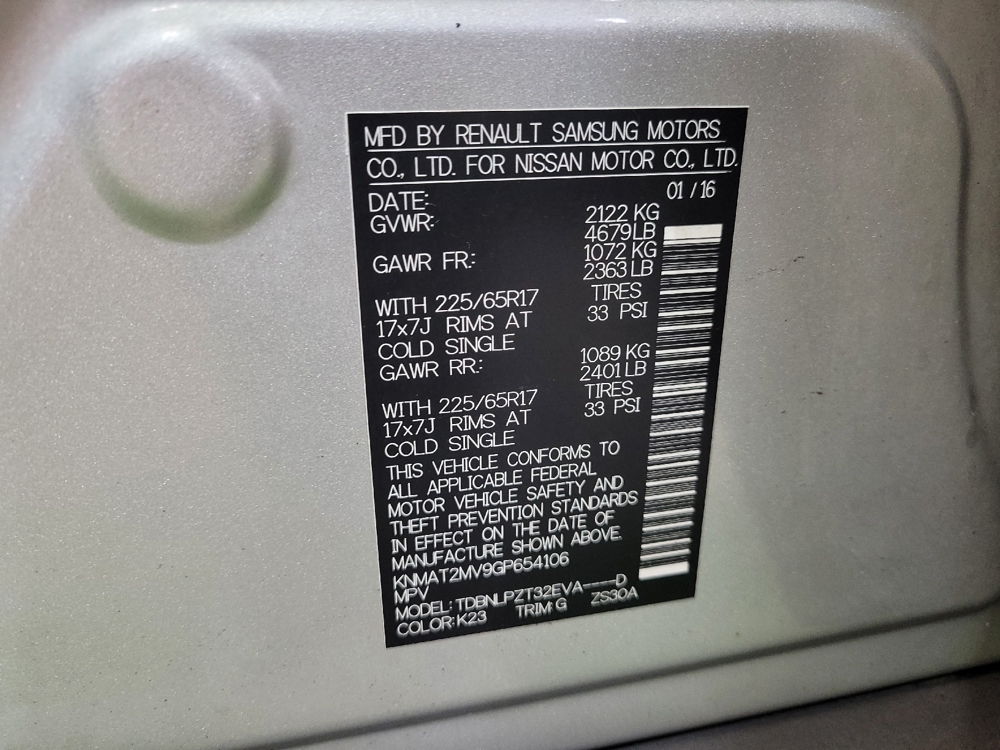 MFD BY RENAULT SAMSUNG MOTORS
CO., LTD. FOR NISSAN MOTOR CO., LTD.
DATE: 01 / 16
GVWR: 2122 KG
4679 LB
GAWR FR.: 1072 KG
2363 LB
WITH 225/65R17 TIRES
17x7J RIMS AT 33 PSI
COLD SINGLE
GAWR RR.: 1089 KG
2401 LB
WITH 225/65R17 TIRES
17x7J RIMS AT 33 PSI
COLD SINGLE
THIS VEHICLE CONFORMS TO
ALL APPLICABLE FEDERAL
MOTOR VEHICLE SAFETY AND
THEFT PREVENTION STANDARDS
IN EFFECT ON THE DATE OF
MANUFACTURE SHOWN ABOVE.
KNMAT2MV9GP654106
MPV
MODEL: TDBNLPZT32EVA----D
COLOR: K23 TRIM: G ZS30A